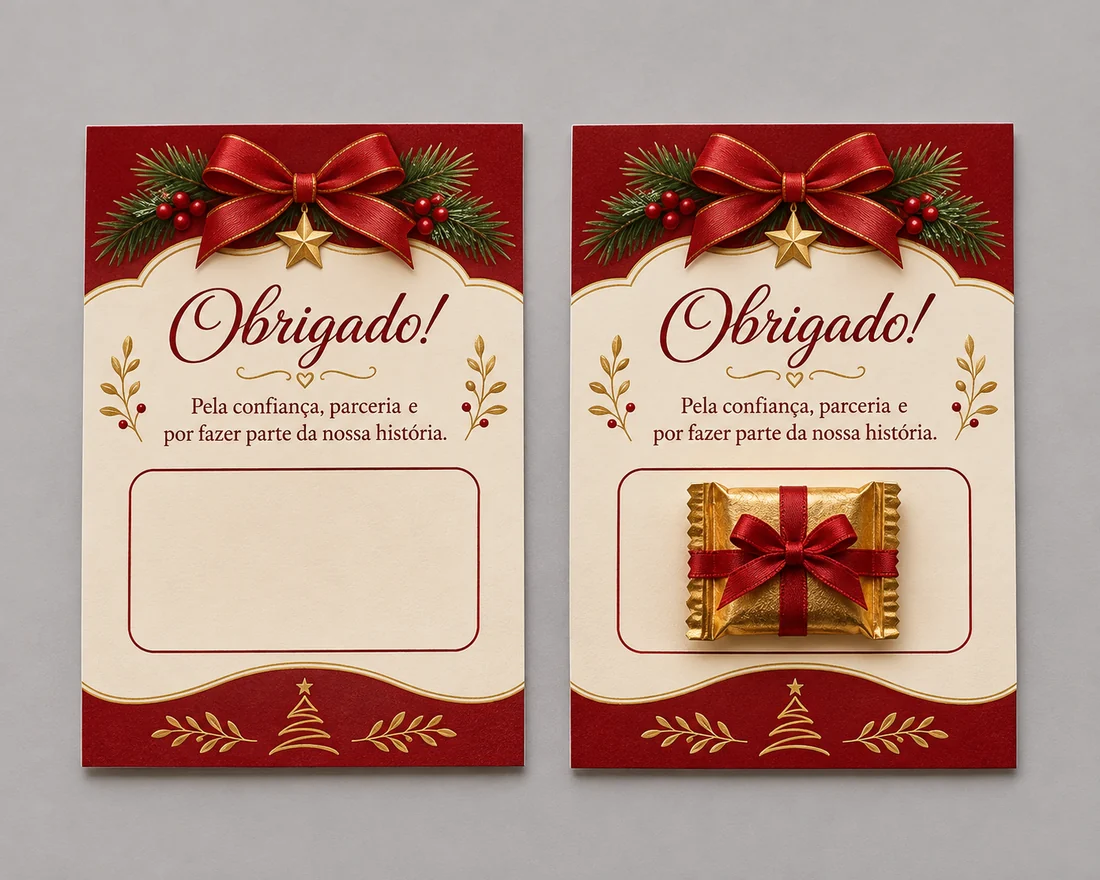 Obrigado!
Pela confiança, parceria e
por fazer parte da nossa história.
Obrigado!
Pela confiança, parceria e
por fazer parte da nossa história.